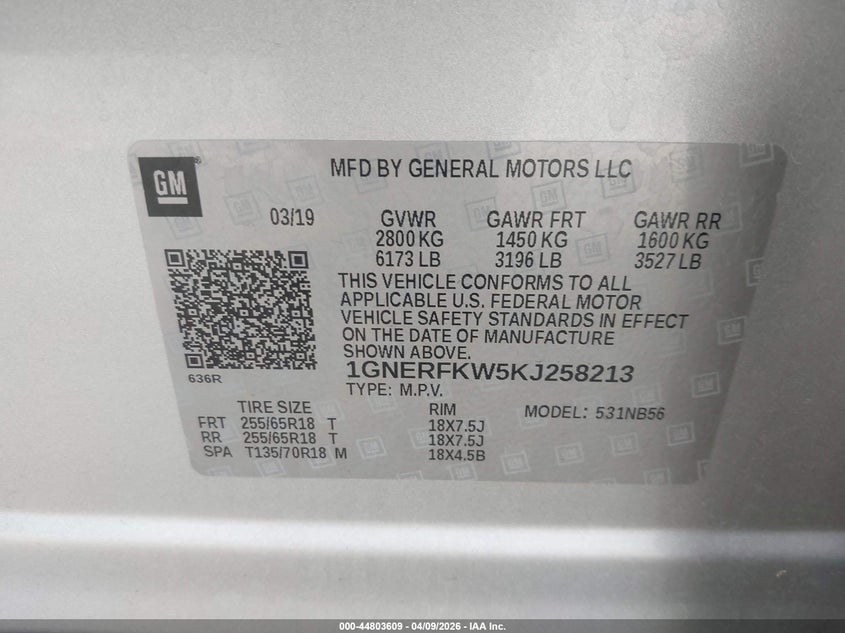 GM
MFD BY GENERAL MOTORS LLC
03/19 GVWR GAWR FRT GAWR RR
2800 KG 1450 KG 1600 KG
6173 LB 3196 LB 3527 LB
THIS VEHICLE CONFORMS TO ALL
APPLICABLE U.S. FEDERAL MOTOR
VEHICLE SAFETY STANDARDS IN EFFECT
ON THE DATE OF MANUFACTURE
SHOWN ABOVE.
636R
1GNERFKW5KJ258213
TYPE: M.P.V.
TIRE SIZE RIM MODEL: 531NB56
FRT 255/65R18 T 18X7.5J
RR 255/65R18 T 18X7.5J
SPA T135/70R18 M 18X4.5B
000-44803609 - 04/09/2026 - IAA Inc.